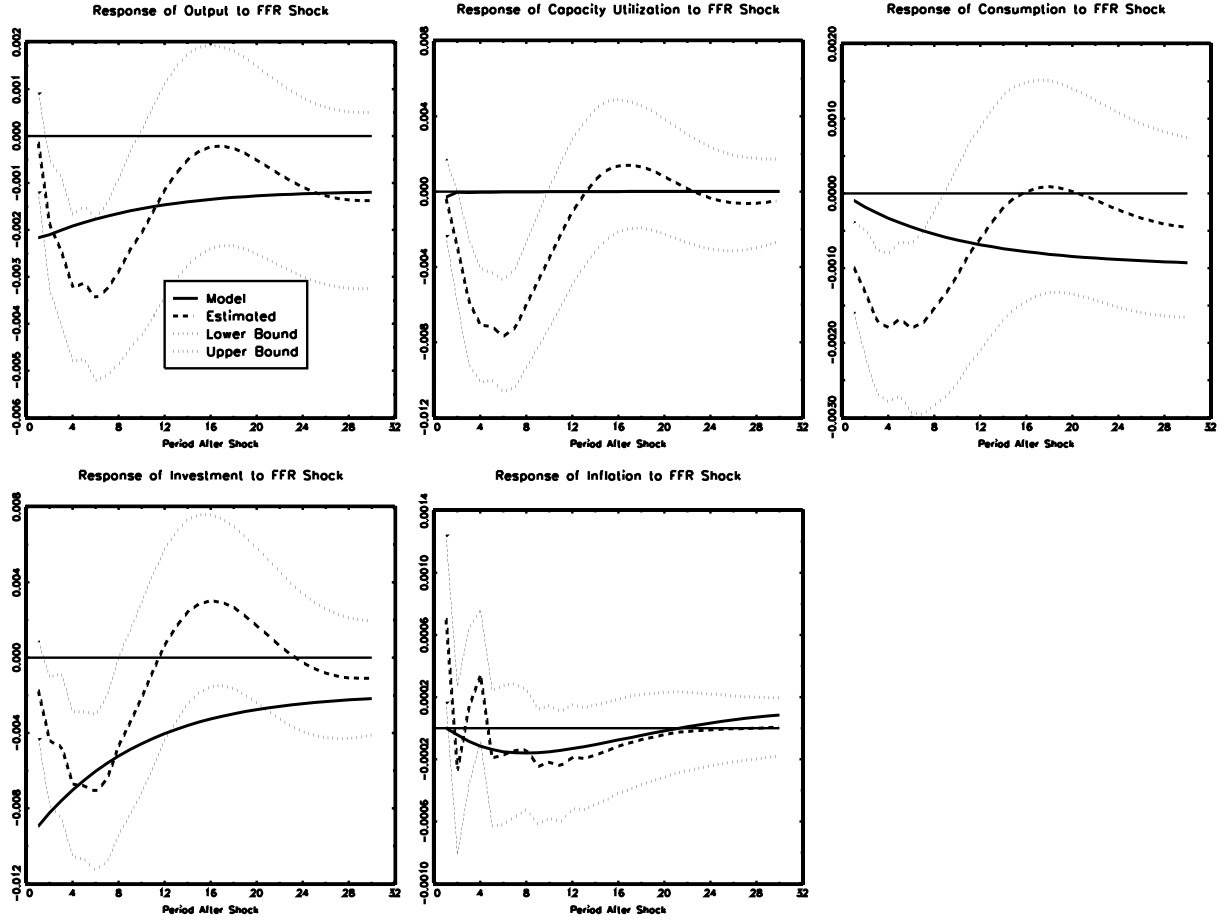 Response of Output to FFR Shock
0.002
0.001
0.000
-0.001
-0.002
-0.003
-0.004
-0.005
-0.006
Model
Estimated
Lower Bound
Upper Bound
0 4 8 12 16 20 24 28 32
Period After Shock
Response of Capacity Utilization to FFR Shock
0.008
0.004
0.000
-0.004
-0.008
-0.012
0 4 8 12 16 20 24 28 32
Period After Shock
Response of Consumption to FFR Shock
0.0020
0.0010
0.0000
-0.0010
-0.0020
-0.0030
0 4 8 12 16 20 24 28 32
Period After Shock
Response of Investment to FFR Shock
0.008
0.004
0.000
-0.004
-0.008
-0.012
0 4 8 12 16 20 24 28 32
Period After Shock
Response of Inflation to FFR Shock
0.0014
0.0010
0.0006
0.0002
-0.0002
-0.0006
-0.0010
0 4 8 12 16 20 24 28 32
Period After Shock